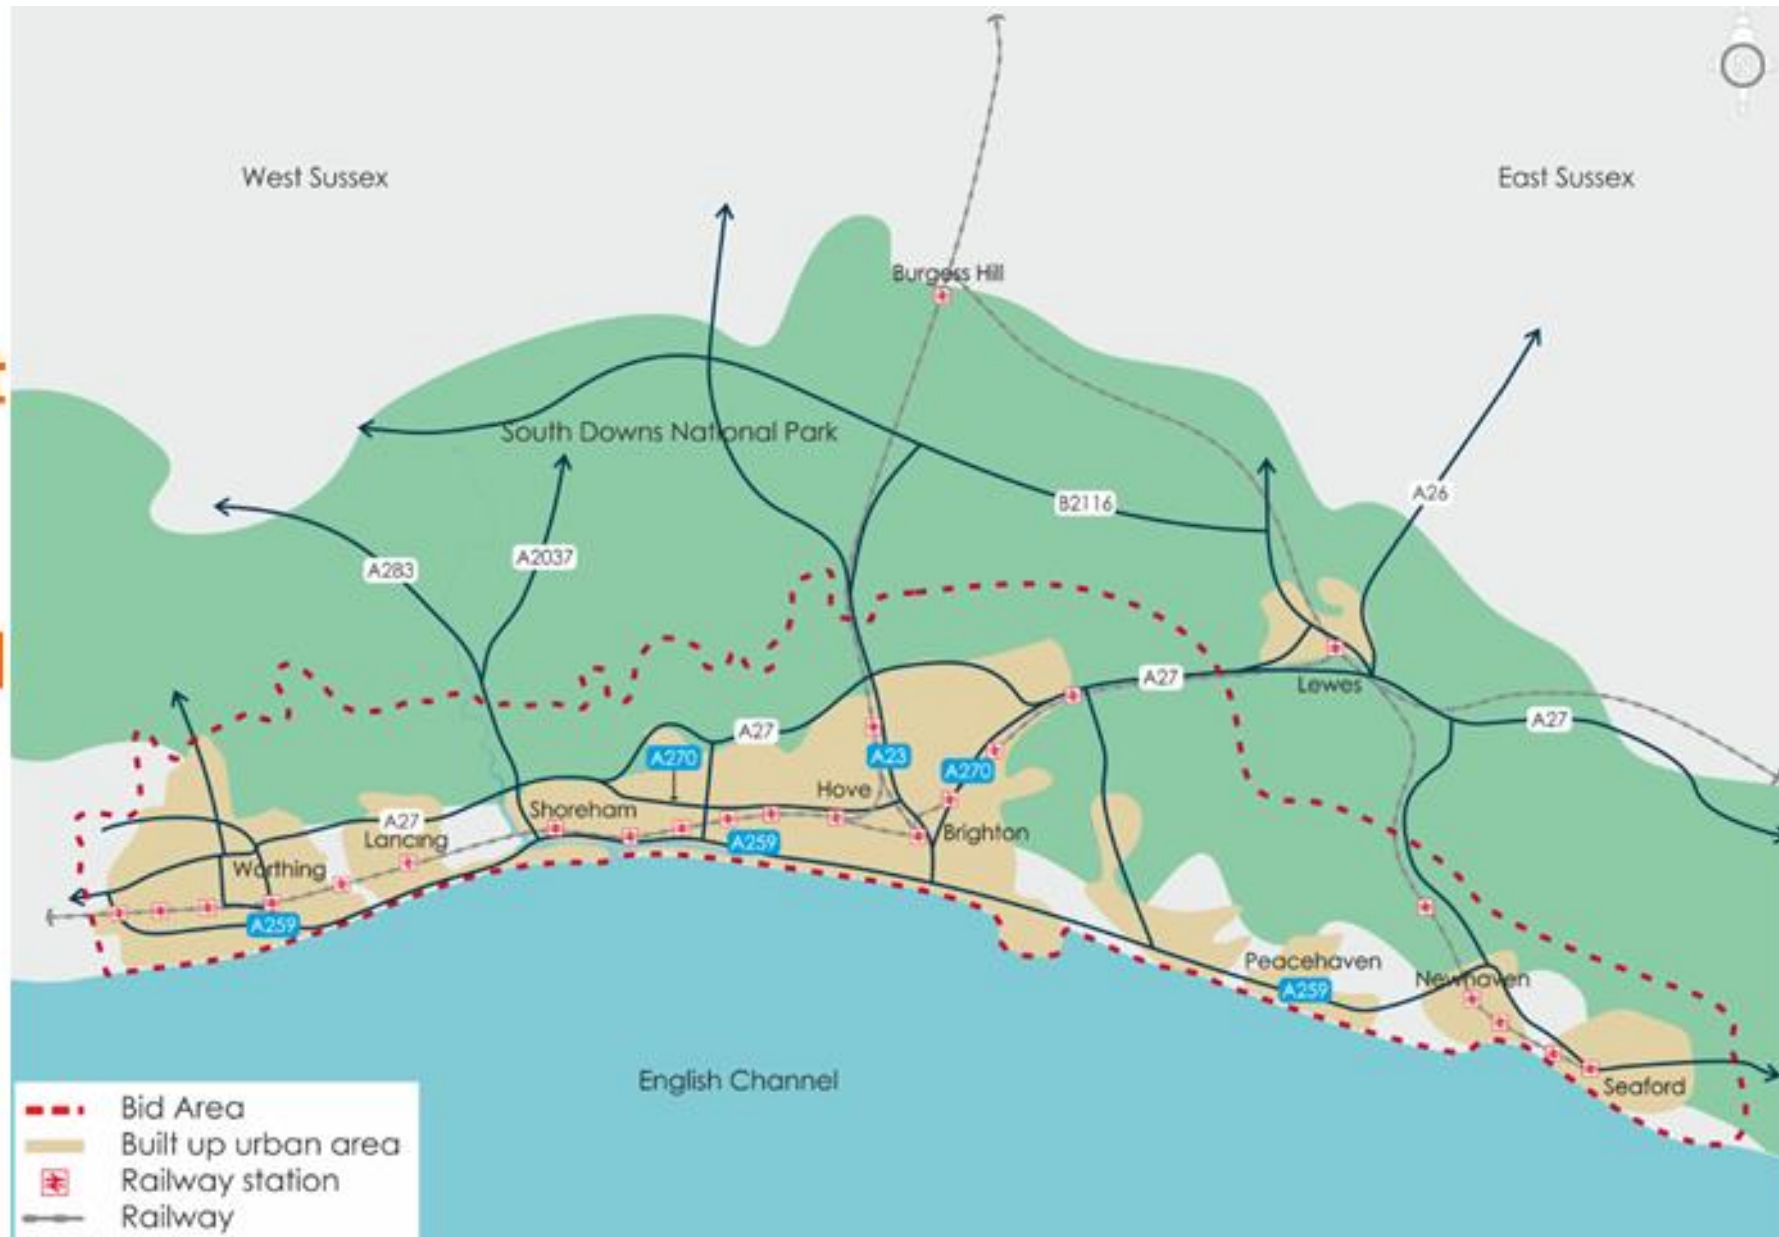 West Sussex
East Sussex
Burgess Hill
South Downs National Park
B2116
A26
A283
A2037
A27
Lewes
A27
A27
A270
A23
A270
Hove
Shoreham
Brighton
A27
Lancing
A259
Worthing
A259
Peacehaven
A259
Newhaven
Seaford
English Channel
Bid Area
Built up urban area
Railway station
Railway